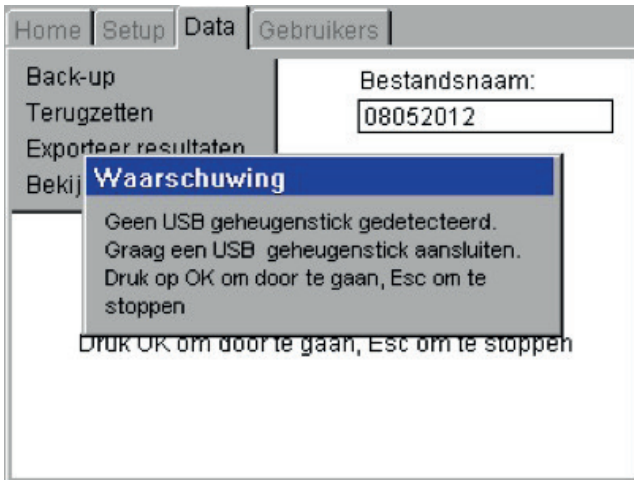 Home Setup Data Gebruikers
Back-up
Bestandsnaam:
Terugzetten
08052012
Exporteer resultaten
Bekij
Waarschuwing
Geen USB geheugenstick gedetecteerd.
Graag een USB geheugenstick aansluiten.
Druk op OK om door te gaan, Esc om te
stoppen
Druk OK om door te gaan, Esc om te stoppen